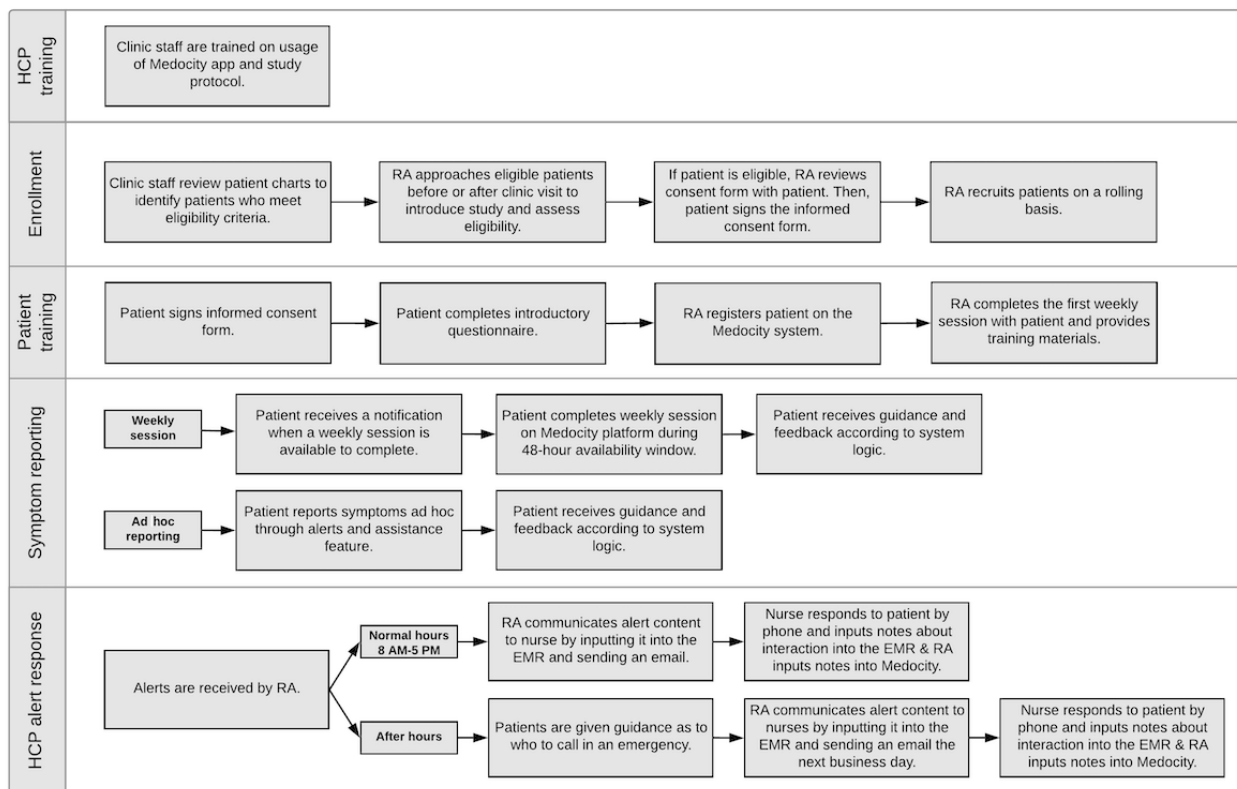 HCP
training
Clinic staff are trained on usage
of Medocity app and study
protocol.
Enrollment
Clinic staff review patient charts to
identify patients who meet
eligibility criteria.
RA approaches eligible patients
before or after clinic visit to
introduce study and assess
eligibility.
If patient is eligible, RA reviews
consent form with patient. Then,
patient signs the informed
consent form.
RA recruits patients on a rolling
basis.
Patient
training
Patient signs informed consent
form.
Patient completes introductory
questionnaire.
RA registers patient on the
Medocity system.
RA completes the first weekly
session with patient and provides
training materials.
Symptom reporting
Weekly
session
Patient receives a notification
when a weekly session is
available to complete.
Patient completes weekly session
on Medocity platform during
48-hour availability window.
Patient receives guidance and
feedback according to system
logic.
Ad hoc
reporting
Patient reports symptoms ad hoc
through alerts and assistance
feature.
Patient receives guidance and
feedback according to system
logic.
HCP alert response
Alerts are received by RA.
Normal hours
8 AM-5 PM
RA communicates alert content
to nurse by inputting it into the
EMR and sending an email.
Nurse responds to patient by
phone and inputs notes about
interaction into the EMR & RA
inputs notes into Medocity.
After hours
Patients are given guidance as to
who to call in an emergency.
RA communicates alert content to
nurses by inputting it into the
EMR and sending an email the
next business day.
Nurse responds to patient by
phone and inputs notes about
interaction into the EMR & RA
inputs notes into Medocity.